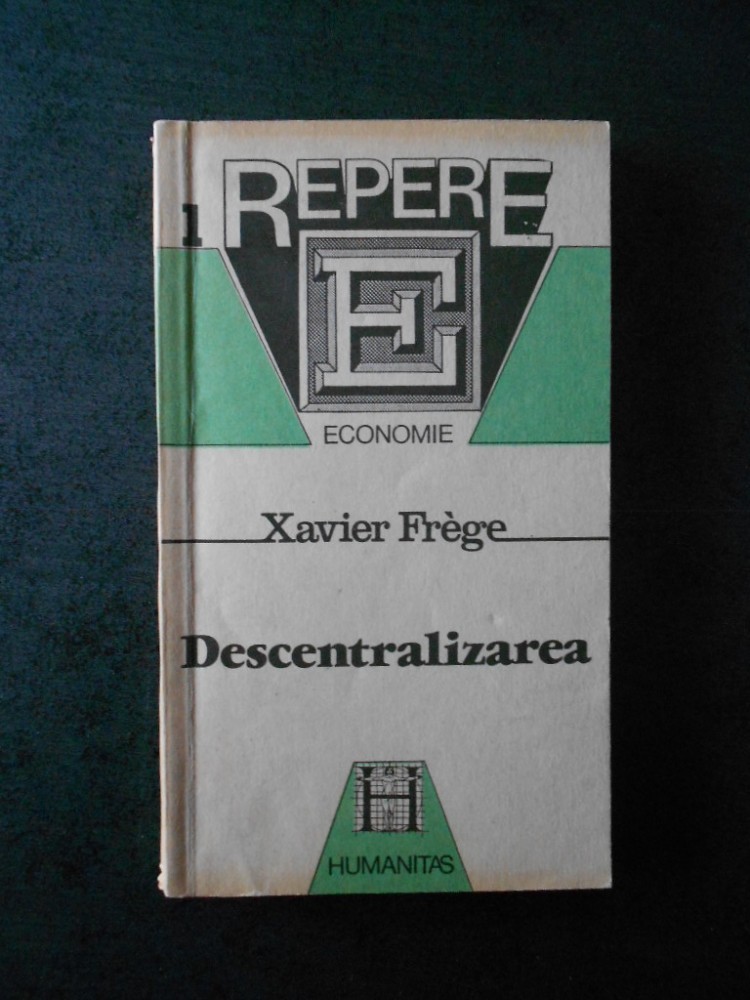 1 REPERE
E
ECONOMIE
Xavier Frège
Descentralizarea
H
HUMANITAS